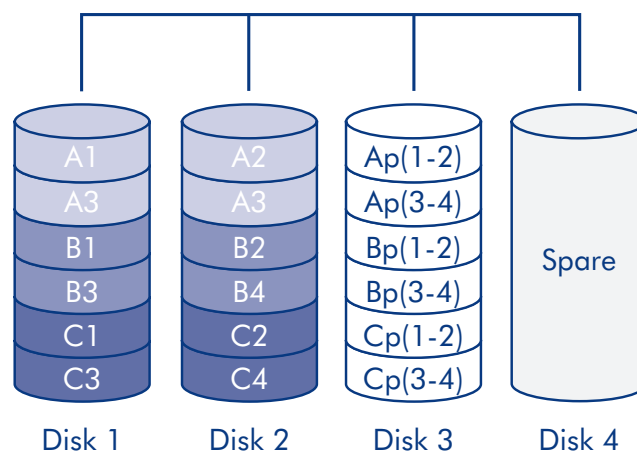 A1 A2 Ap(1-2)
A3 A3 Ap(3-4)
B1 B2 Bp(1-2)
Spare
B3 B4 Bp(3-4)
C1 C2 Cp(1-2)
C3 C4 Cp(3-4)
Disk 1 Disk 2 Disk 3 Disk 4